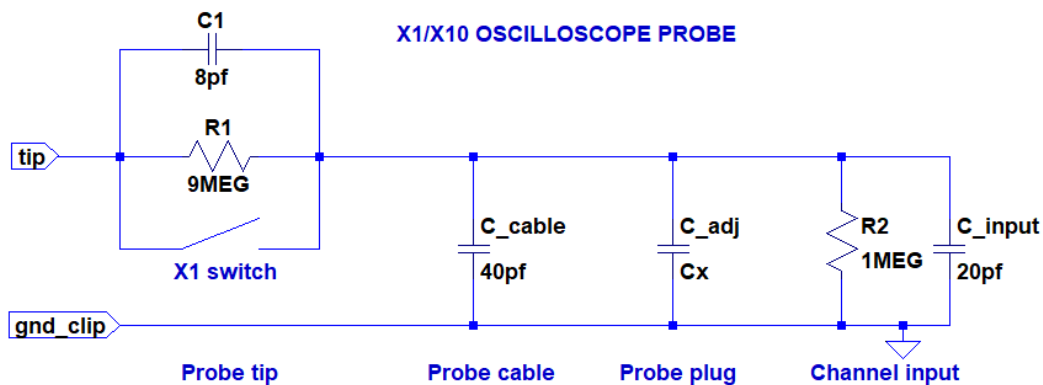 C1
X1/X10 OSCILLOSCOPE PROBE
8pf
R1
tip
9MEG
C_cable
C_adj
R2
C_input
X1 switch
40pf
Cx
1MEG
20pf
gnd_clip
Probe tip
Probe cable
Probe plug
Channel input